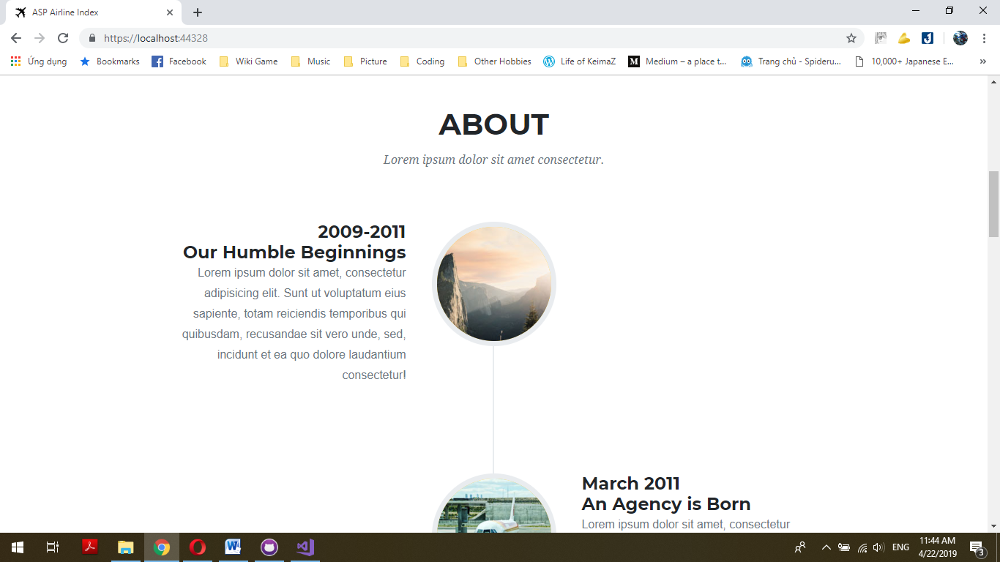 ASP Airline Index
https://localhost:44328
Ứng dụng Bookmarks Facebook Wiki Game Music Picture Coding Other Hobbies Life of KeimaZ Medium – a place t... Trang chủ - Spideru... 10,000+ Japanese E...
ABOUT
Lorem ipsum dolor sit amet consectetur.
2009-2011
Our Humble Beginnings
Lorem ipsum dolor sit amet, consectetur
adipisicing elit. Sunt ut voluptatum eius
sapiente, totam reiciendis temporibus qui
quibusdam, recusandae sit vero unde, sed,
incidunt et ea quo dolore laudantium
consectetur!
March 2011
An Agency is Born
Lorem ipsum dolor sit amet, consectetur
ENG
11:44 AM
4/22/2019
3